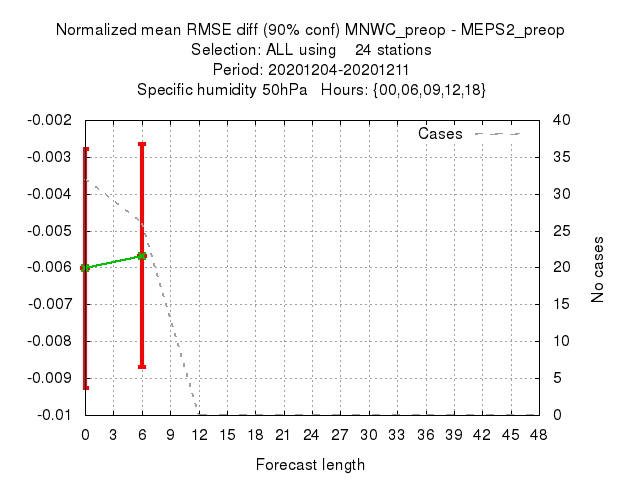 Normalized mean RMSE diff (90% conf) MNWC_preop - MEPS2_preop
Selection: ALL using 24 stations
Period: 20201204-20201211
Specific humidity 50hPa Hours: {00,06,09,12,18}
Cases
-0.002
-0.003
-0.004
-0.005
-0.006
-0.007
-0.008
-0.009
-0.01
40
35
30
25
20
15
10
5
0
No cases
0 3 6 9 12 15 18 21 24 27 30 33 36 39 42 45 48
Forecast length